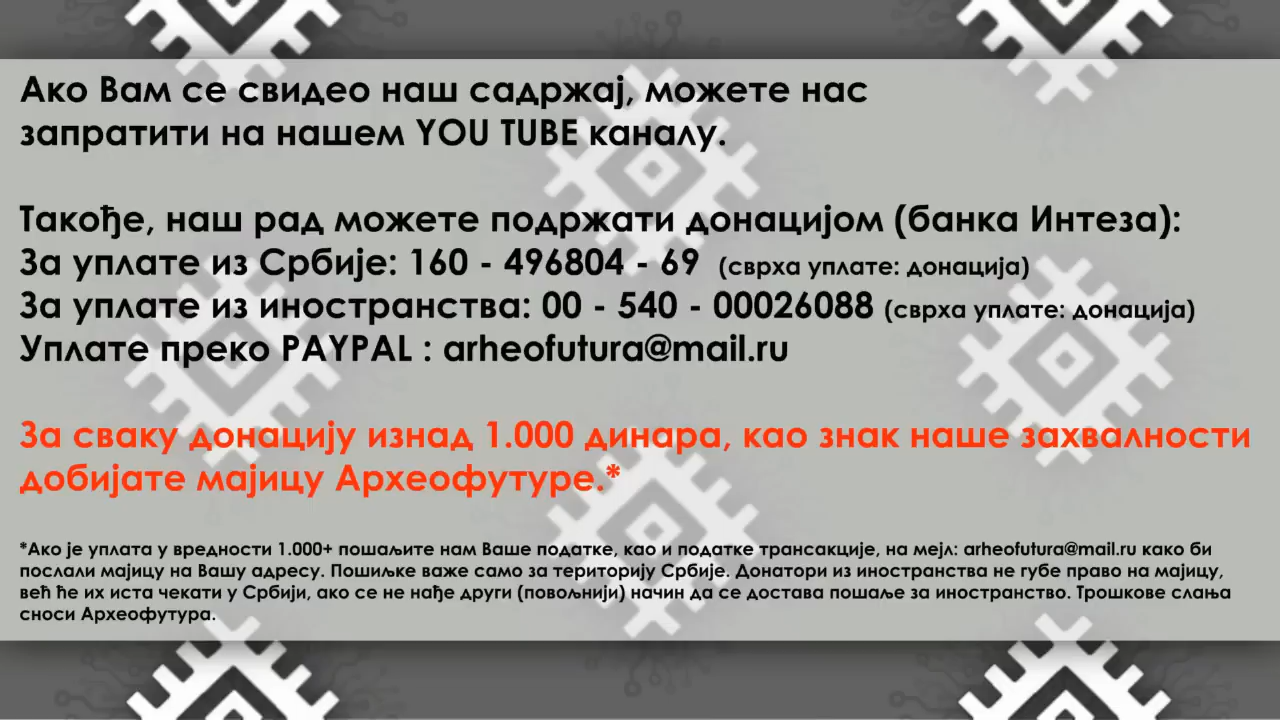 Ако Вам се свидео наш садржај, можете нас
запратити на нашем YOU TUBE каналу.
Такође, наш рад можете подржати донацијом (банка Интеза):
За уплате из Србије: 160 - 496804 - 69 (сврха уплате: донација)
За уплате из иностранства: 00 - 540 - 00026088 (сврха уплате: донација)
Уплате преко PAYPAL : arheofutura@mail.ru
За сваку донацију изнад 1.000 динара, као знак наше захвалности
добијате мајицу Археофутуре.*
*Ако је уплата у вредности 1.000+ пошаљите нам Ваше податке, као и податке трансакције, на мејл: arheofutura@mail.ru како би
послали мајицу на Вашу адресу. Пошиљке важе само за територију Србије. Донатори из иностранства не губе право на мајицу,
већ ће их иста чекати у Србији, ако се не нађе други (повољнији) начин да се достава пошаље за иностранство. Трошкове слања
сноси Археофутура.